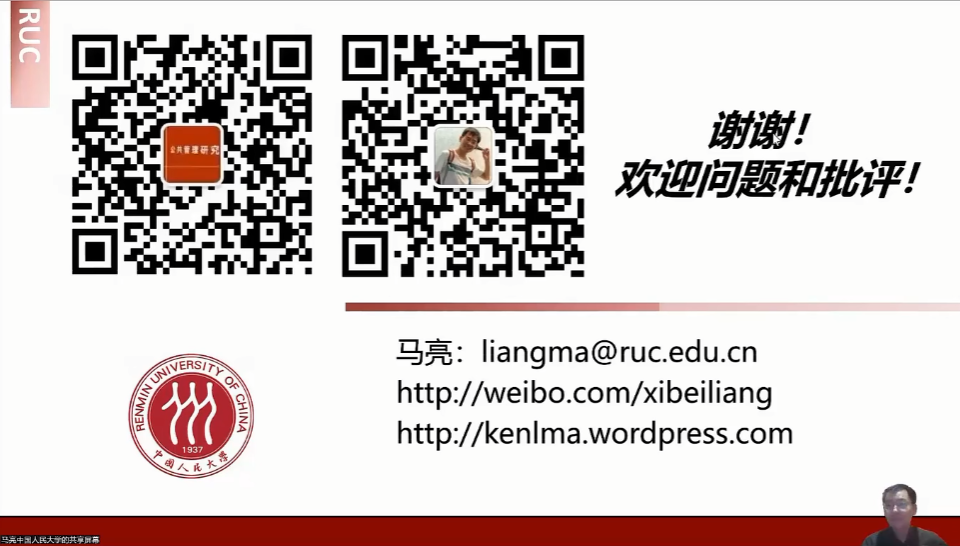 RUC
公共管理研究
谢谢！
欢迎问题和批评！
马亮：liangma@ruc.edu.cn
http://weibo.com/xibeiliang
http://kenlma.wordpress.com
RENMIN UNIVERSITY OF CHINA
1937
中国人民大学
马亮中国人民大学的共享屏幕